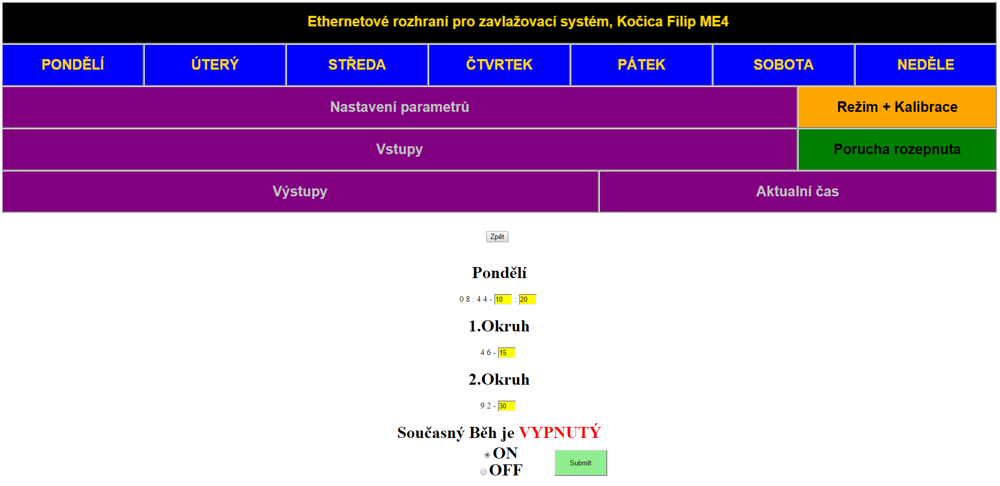 Ethernetové rozhraní pro zavlažovací systém, Kočica Filip ME4
PONDĚLÍ ÚTERÝ STŘEDA ČTVRTEK PÁTEK SOBOTA NEDĚLE
Nastavení parametrů Režim + Kalibrace
Vstupy Porucha rozepnuta
Výstupy Aktualní čas
Zpět
Pondělí
0 8 : 4 4 - 10 : 20
1.Okruh
4 6 - 15
2.Okruh
9 2 - 30
Současný Běh je VYPNUTÝ
ON
OFF
Submit